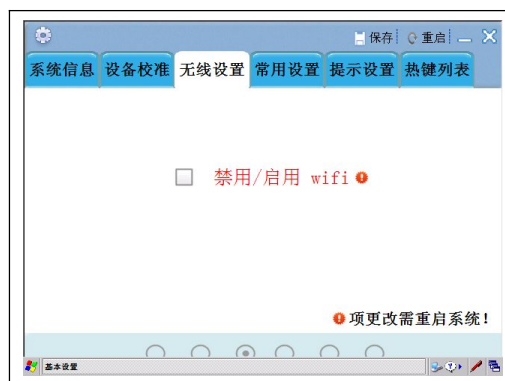 保存 重启
系统信息 设备校准 无线设置 常用设置 提示设置 热键列表
禁用/启用 wifi
项更改需重启系统!
基本设置